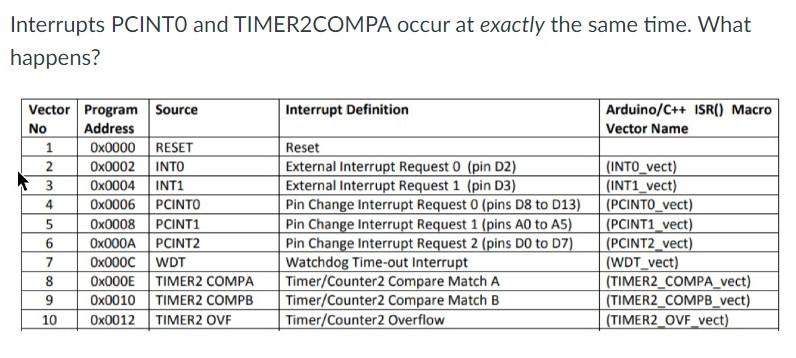 Interrupts PCINT0 and TIMER2COMPA occur at exactly the same time. What
happens?
Vector Program Source Interrupt Definition Arduino/C++ ISR() Macro
No Address Vector Name
1 0x0000 RESET Reset
2 0x0002 INT0 External Interrupt Request 0 (pin D2) (INT0_vect)
3 0x0004 INT1 External Interrupt Request 1 (pin D3) (INT1_vect)
4 0x0006 PCINT0 Pin Change Interrupt Request 0 (pins D8 to D13) (PCINT0_vect)
5 0x0008 PCINT1 Pin Change Interrupt Request 1 (pins A0 to A5) (PCINT1_vect)
6 0x000A PCINT2 Pin Change Interrupt Request 2 (pins D0 to D7) (PCINT2_vect)
7 0x000C WDT Watchdog Time-out Interrupt (WDT_vect)
8 0x000E TIMER2 COMPA Timer/Counter2 Compare Match A (TIMER2_COMPA_vect)
9 0x0010 TIMER2 COMPB Timer/Counter2 Compare Match B (TIMER2_COMPB_vect)
10 0x0012 TIMER2 OVF Timer/Counter2 Overflow (TIMER2_OVF_vect)